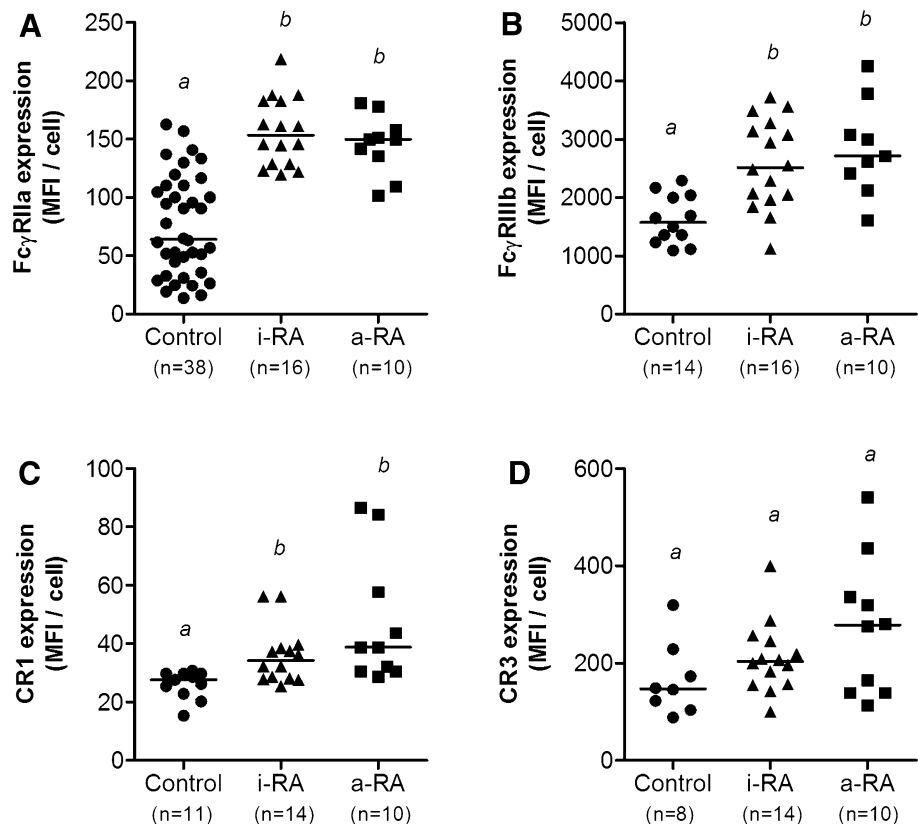 A
FcγRIIa expression
(MFI / cell)
250
200
150
100
50
0
a
b
b
Control
i-RA
a-RA
(n=38)
(n=16)
(n=10)
B
FcγRIIIb expression
(MFI / cell)
5000
4000
3000
2000
1000
0
a
b
b
Control
i-RA
a-RA
(n=14)
(n=16)
(n=10)
C
CR1 expression
(MFI / cell)
100
80
60
40
20
0
a
b
b
Control
i-RA
a-RA
(n=11)
(n=14)
(n=10)
D
CR3 expression
(MFI / cell)
600
400
200
0
a
a
a
Control
i-RA
a-RA
(n=8)
(n=14)
(n=10)